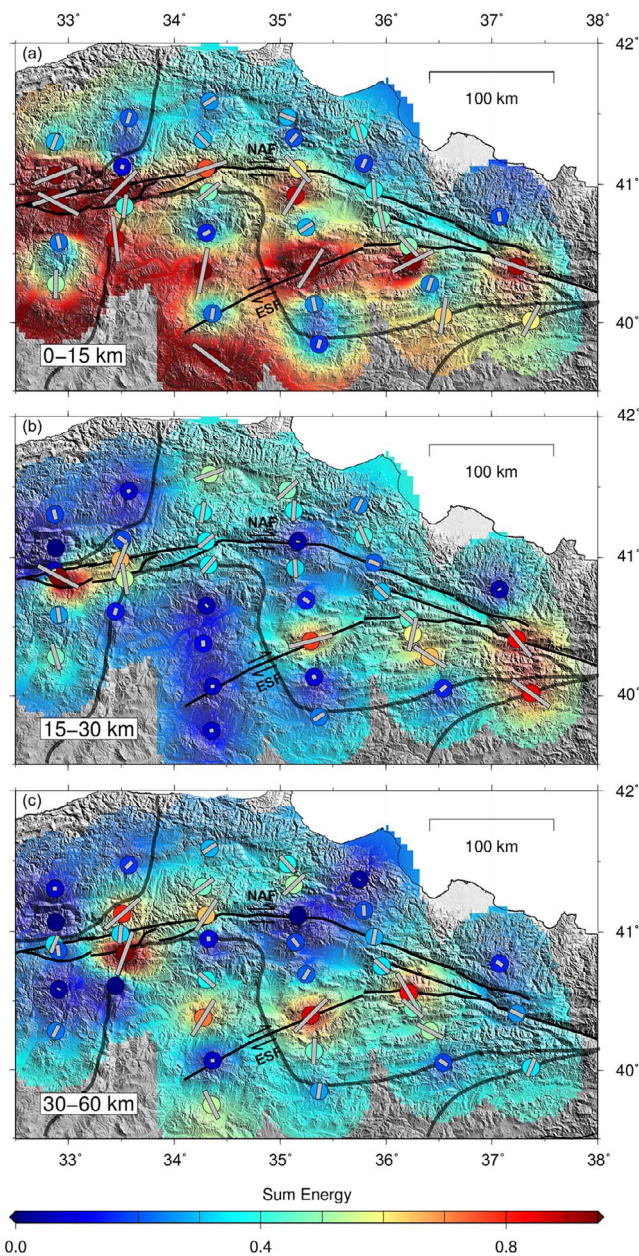 33˚ 34˚ 35˚ 36˚ 37˚ 38˚
(a)
42˚
100 km
NAF
41˚
ESF
40˚
0−15 km
(b)
42˚
100 km
NAF
41˚
ESF
40˚
15−30 km
(c)
42˚
100 km
NAF
41˚
ESF
40˚
30−60 km
33˚ 34˚ 35˚ 36˚ 37˚ 38˚
Sum Energy
0.0 0.4 0.8